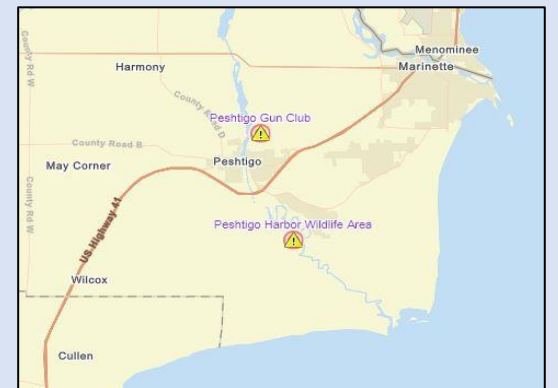 County Rd W
Menominee
Marinette
Harmony
County Road D
Peshtigo Gun Club
County Road B
Peshtigo
May Corner
County Rd W
Peshtigo Harbor Wildlife Area
US Highway 41
Wilcox
Cullen